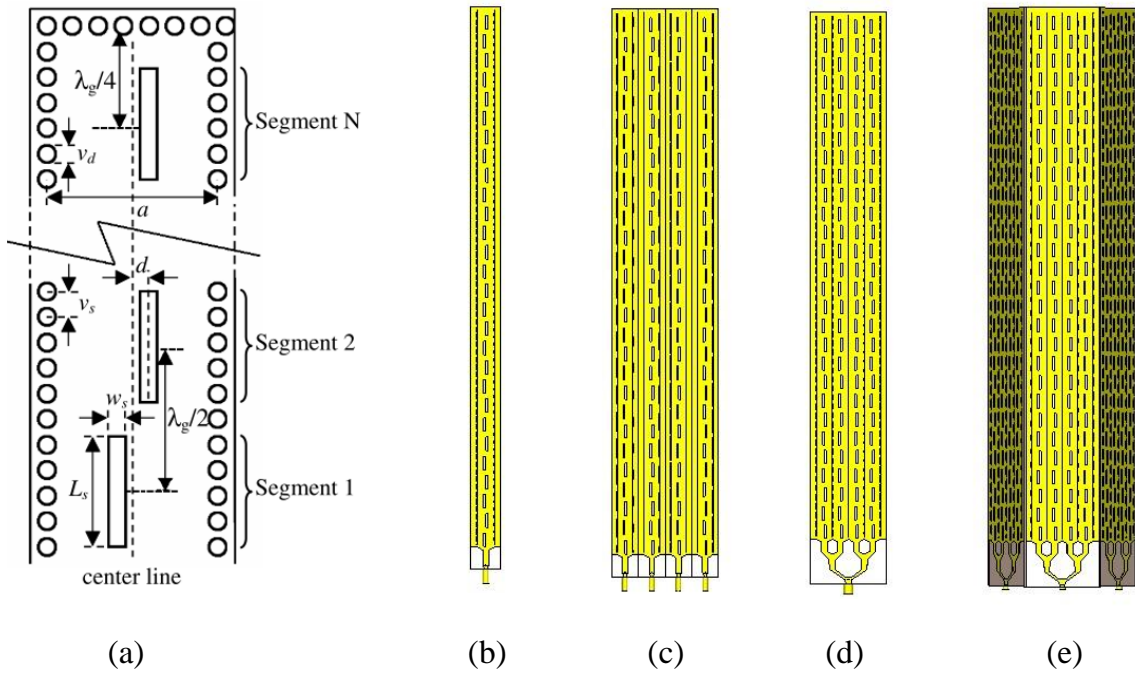 λg/4
Segment N
vd
a
d
vs
Segment 2
ws
λg/2
Ls
Segment 1
center line
(a)
(b)
(c)
(d)
(e)